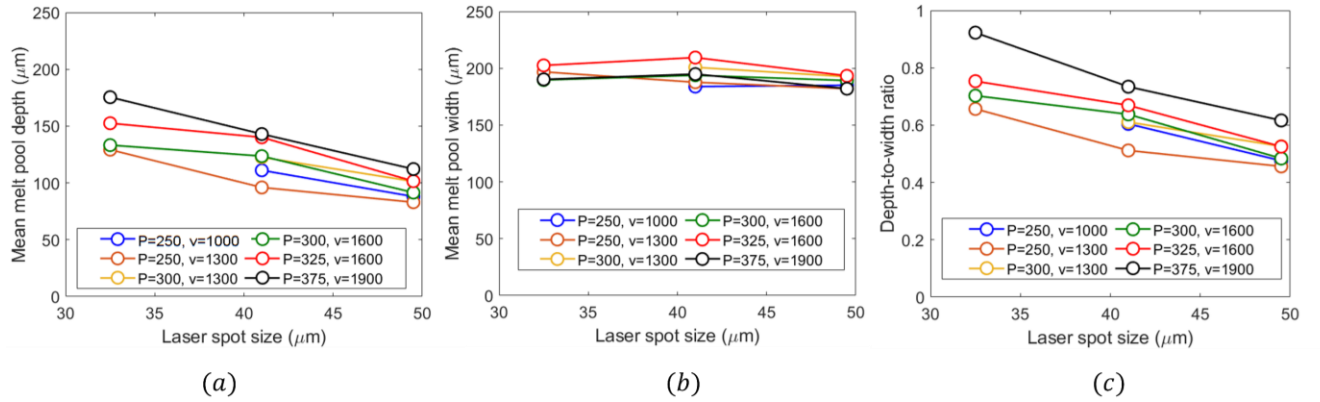 (a)
250
200
150
100
50
0
Mean melt pool depth (μm)
P=250, v=1000
P=300, v=1600
P=250, v=1300
P=325, v=1600
P=300, v=1300
P=375, v=1900
30 35 40 45 50
Laser spot size (μm)
(a)
(b)
250
200
150
100
50
0
Mean melt pool width (μm)
P=250, v=1000
P=300, v=1600
P=250, v=1300
P=325, v=1600
P=300, v=1300
P=375, v=1900
30 35 40 45 50
Laser spot size (μm)
(b)
(c)
1
0.8
0.6
0.4
0.2
0
Depth-to-width ratio
P=250, v=1000
P=300, v=1600
P=250, v=1300
P=325, v=1600
P=300, v=1300
P=375, v=1900
30 35 40 45 50
Laser spot size (μm)
(c)